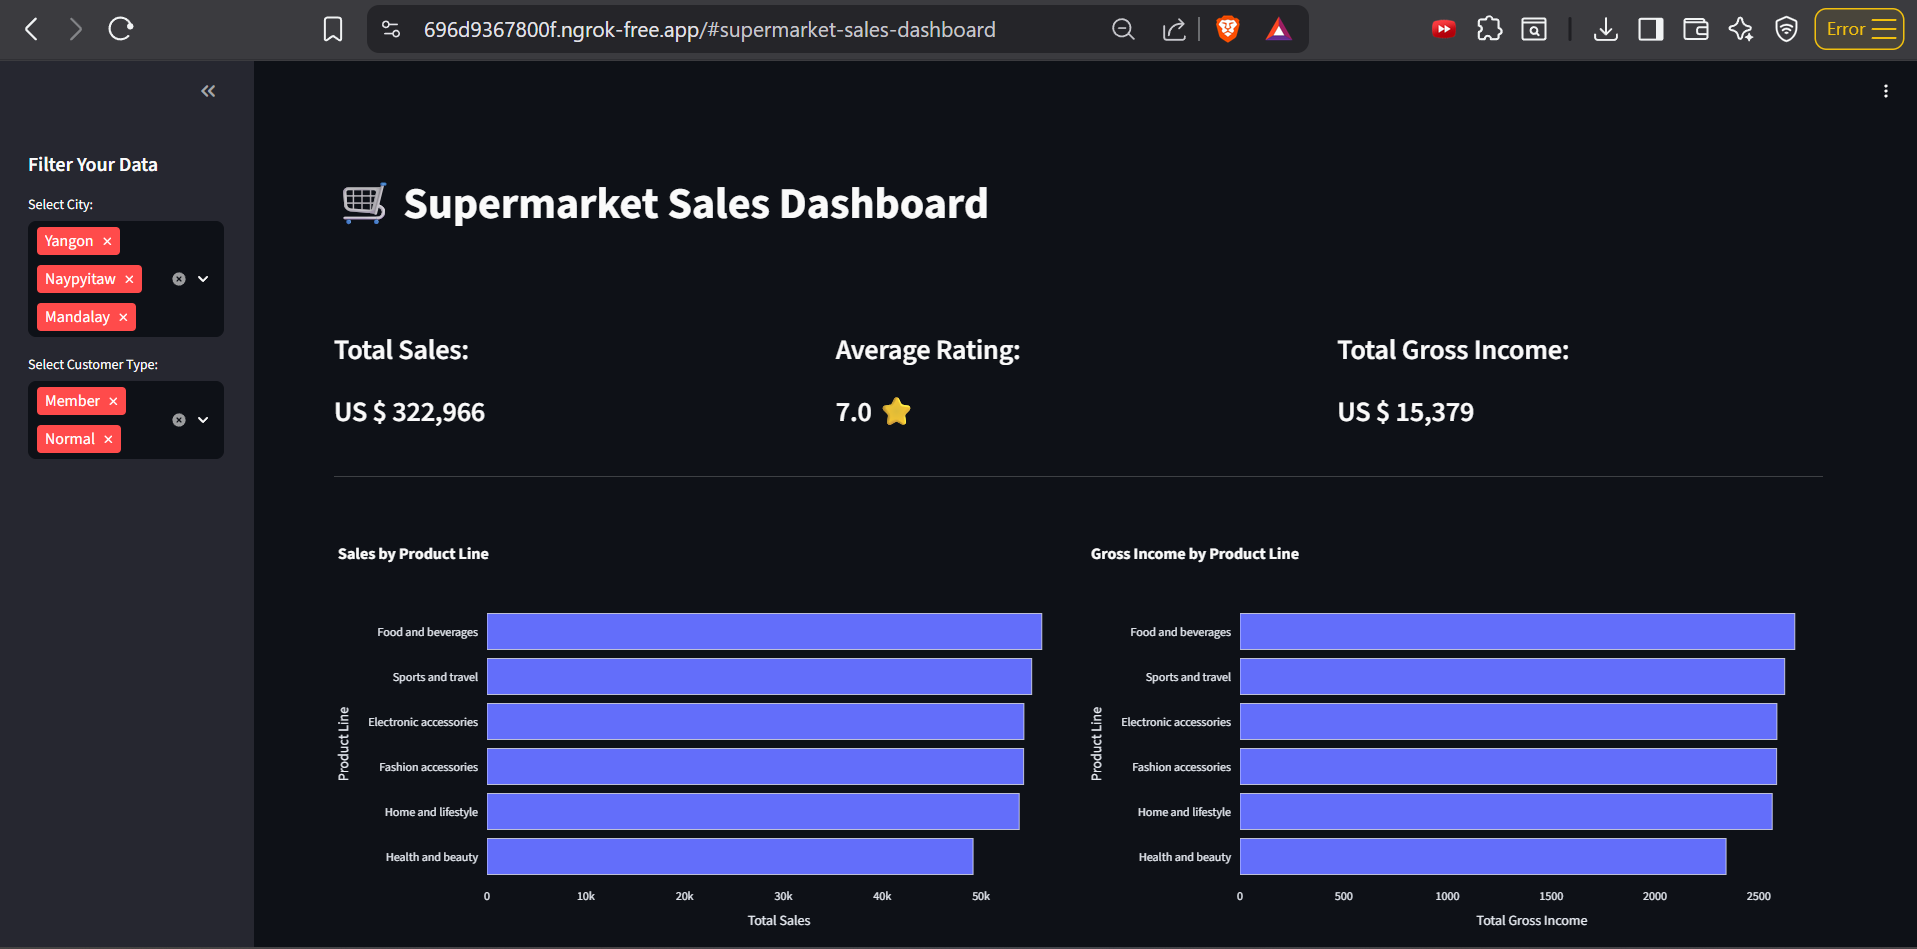 696d9367800f.ngrok-free.app/#supermarket-sales-dashboard
Error
Filter Your Data
Select City:
Yangon
Naypyitaw
Mandalay
Select Customer Type:
Member
Normal
Supermarket Sales Dashboard
Total Sales:
US $ 322,966
Average Rating:
7.0
Total Gross Income:
US $ 15,379
Sales by Product Line
Product Line
Food and beverages
Sports and travel
Electronic accessories
Fashion accessories
Home and lifestyle
Health and beauty
0 10k 20k 30k 40k 50k
Total Sales
Gross Income by Product Line
Product Line
Food and beverages
Sports and travel
Electronic accessories
Fashion accessories
Home and lifestyle
Health and beauty
0 500 1000 1500 2000 2500
Total Gross Income